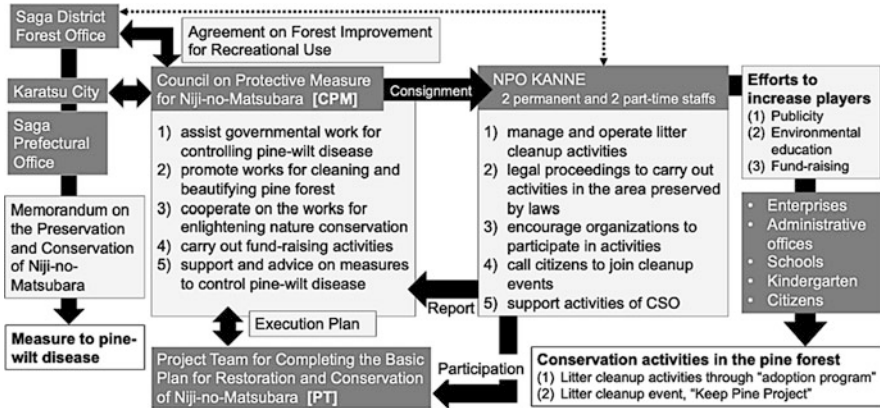 Saga District
Forest Office
Karatsu City
Saga
Prefectural
Office
Memorandum on
the Preservation
and Conservation
of Niji-no-
Matsubara
Measure to pine-
wilt disease
Agreement on Forest Improvement
for Recreational Use
Council on Protective Measure
for Niji-no-Matsubara [CPM]
1) assist governmental work for
controlling pine-wilt disease
2) promote works for cleaning and
beautifying pine forest
3) cooperate on the works for
enlightening nature conservation
4) carry out fund-raising activities
5) support and advice on measures
to control pine-wilt disease
Execution Plan
Project Team for Completing the Basic
Plan for Restoration and Conservation
of Niji-no-Matsubara [PT]
Consignment
Report
Participation
NPO KANNE
2 permanent and 2 part-time staffs
1) manage and operate litter
cleanup activities
2) legal proceedings to carry out
activities in the area preserved
by laws
3) encourage organizations to
participate in activities
4) call citizens to join cleanup
events
5) support activities of CSO
Efforts to
increase players
(1) Publicity
(2) Environmental
education
(3) Fund-raising
• Enterprises
• Administrative
offices
• Schools
• Kindergarten
• Citizens
Conservation activities in the pine forest
(1) Litter cleanup activities through “adoption program”
(2) Litter cleanup event, “Keep Pine Project”